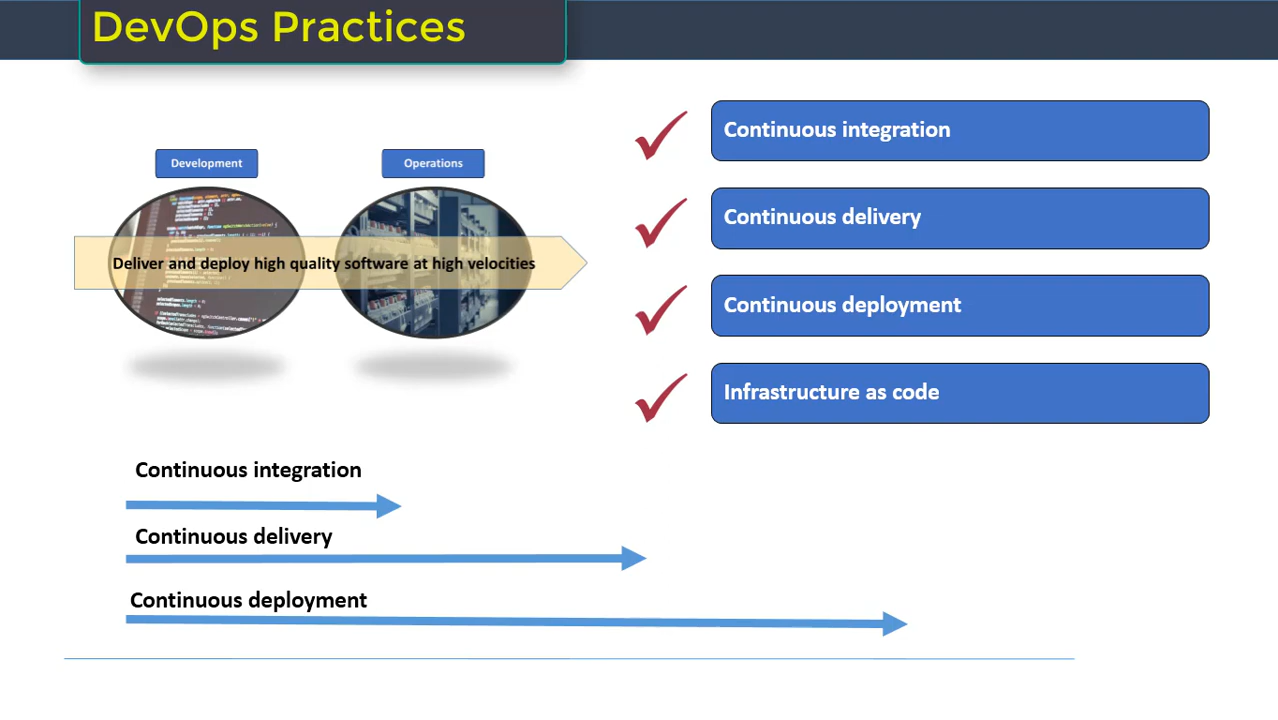 DevOps Practices
Development
Operations
Deliver and deploy high quality software at high velocities
Continuous integration
Continuous delivery
Continuous deployment
Infrastructure as code
Continuous integration
Continuous delivery
Continuous deployment